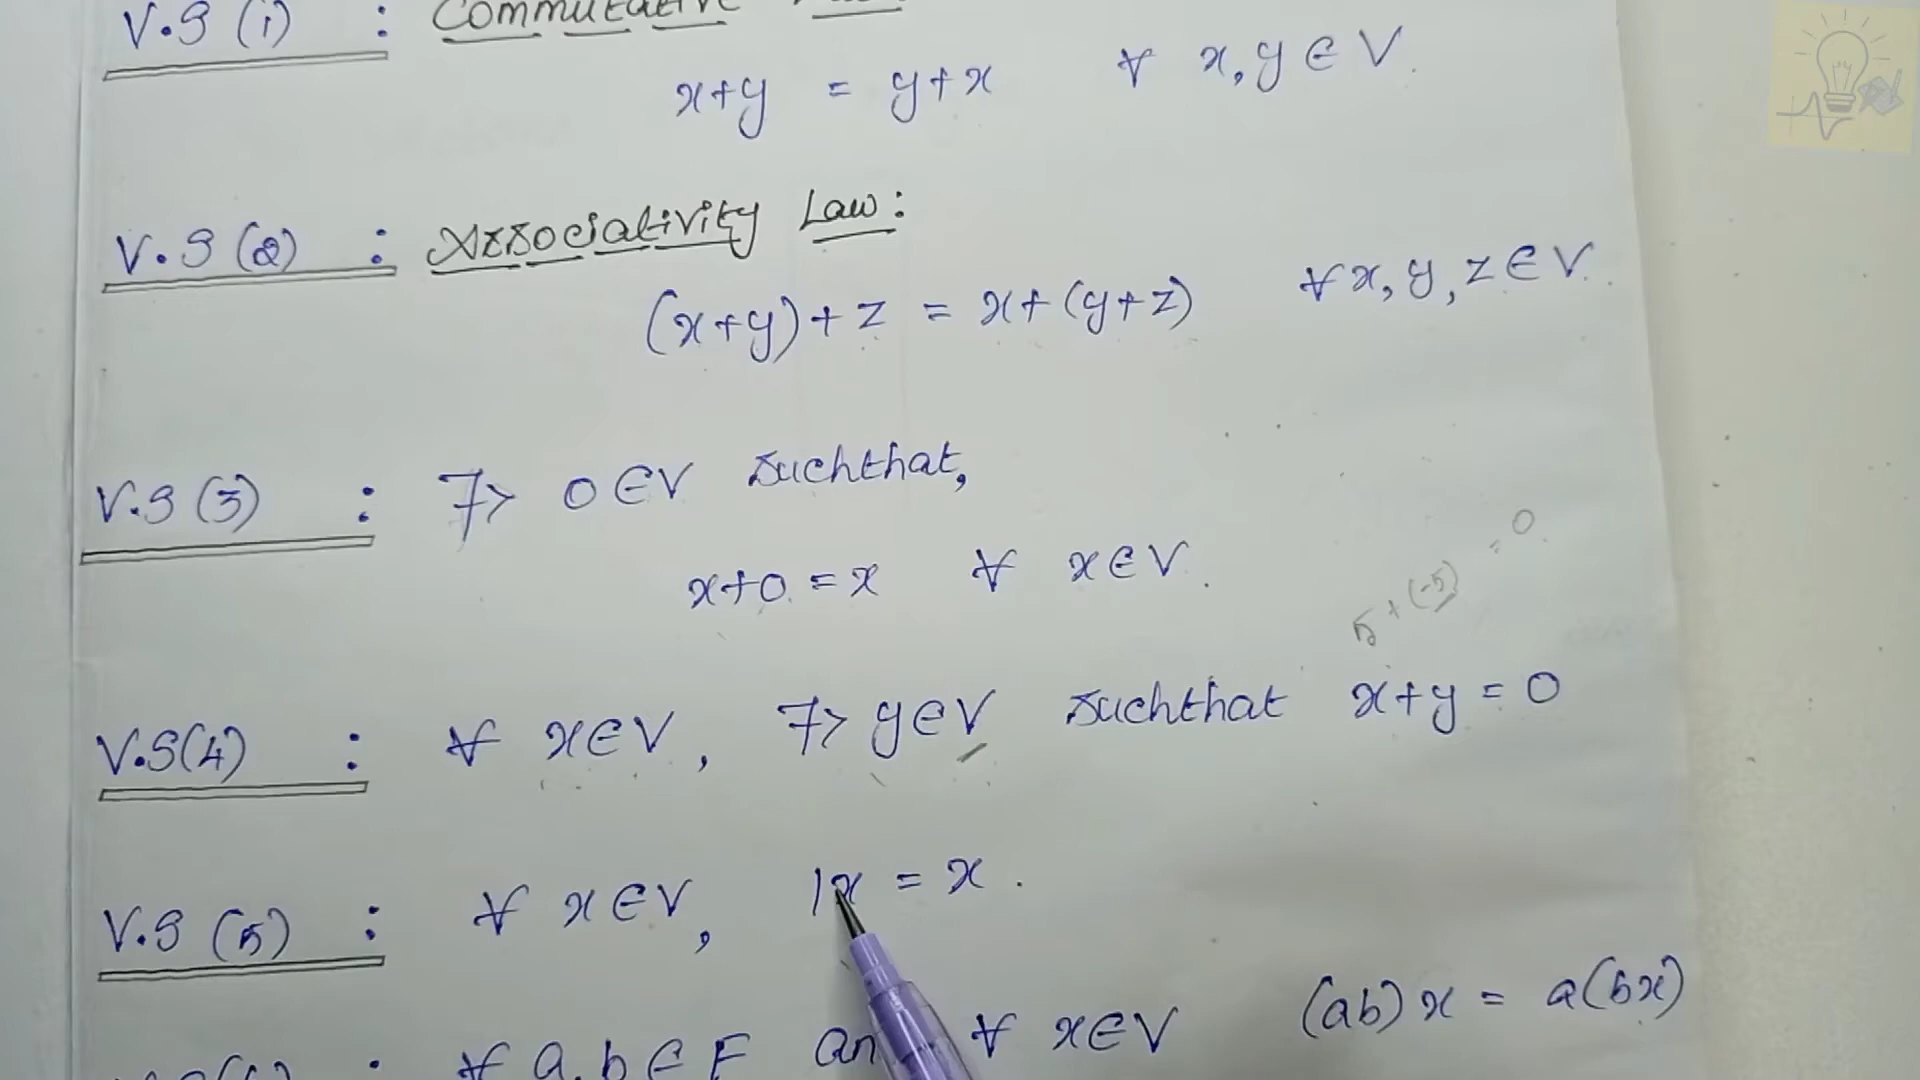 V.S (1) : Commutative
x+y = y+x ∀ x, y ∈ V.
V.S (2) : Associativity Law:
(x+y)+z = x+(y+z) ∀ x, y, z ∈ V.
V.S (3) : ∃ 0 ∈ V suchthat,
x+0 = x ∀ x ∈ V.
5 + (-5) = 0
V.S(4) : ∀ x ∈ V, ∃ y ∈ V suchthat x+y = 0
V.S (5) : ∀ x ∈ V, 1x = x.
: ∀ a, b ∈ F ∀ x ∈ V (ab) x = a(bx)